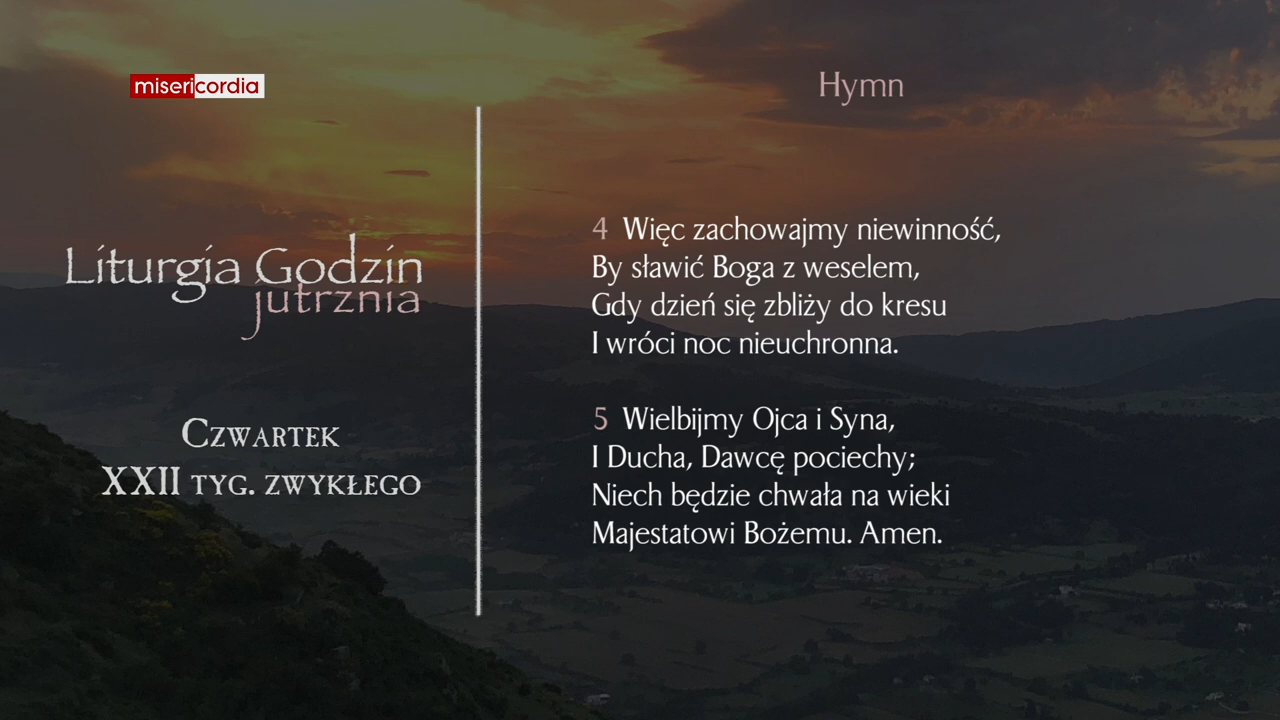 misericordia
Liturgia Godzin
jutrznia
Czwartek
XXII tyg. zwykłego
Hymn
4 Więc zachowajmy niewinność,
By sławić Boga z weselem,
Gdy dzień się zbliży do kresu
I wróci noc nieuchronna.
5 Wielbijmy Ojca i Syna,
I Ducha, Dawcę pociechy;
Niech będzie chwała na wieki
Majestatowi Bożemu. Amen.